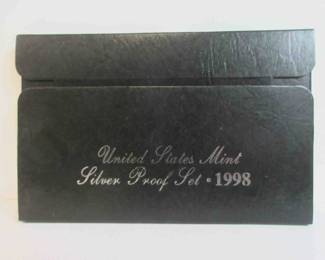 United States Mint
Silver Proof Set • 1998